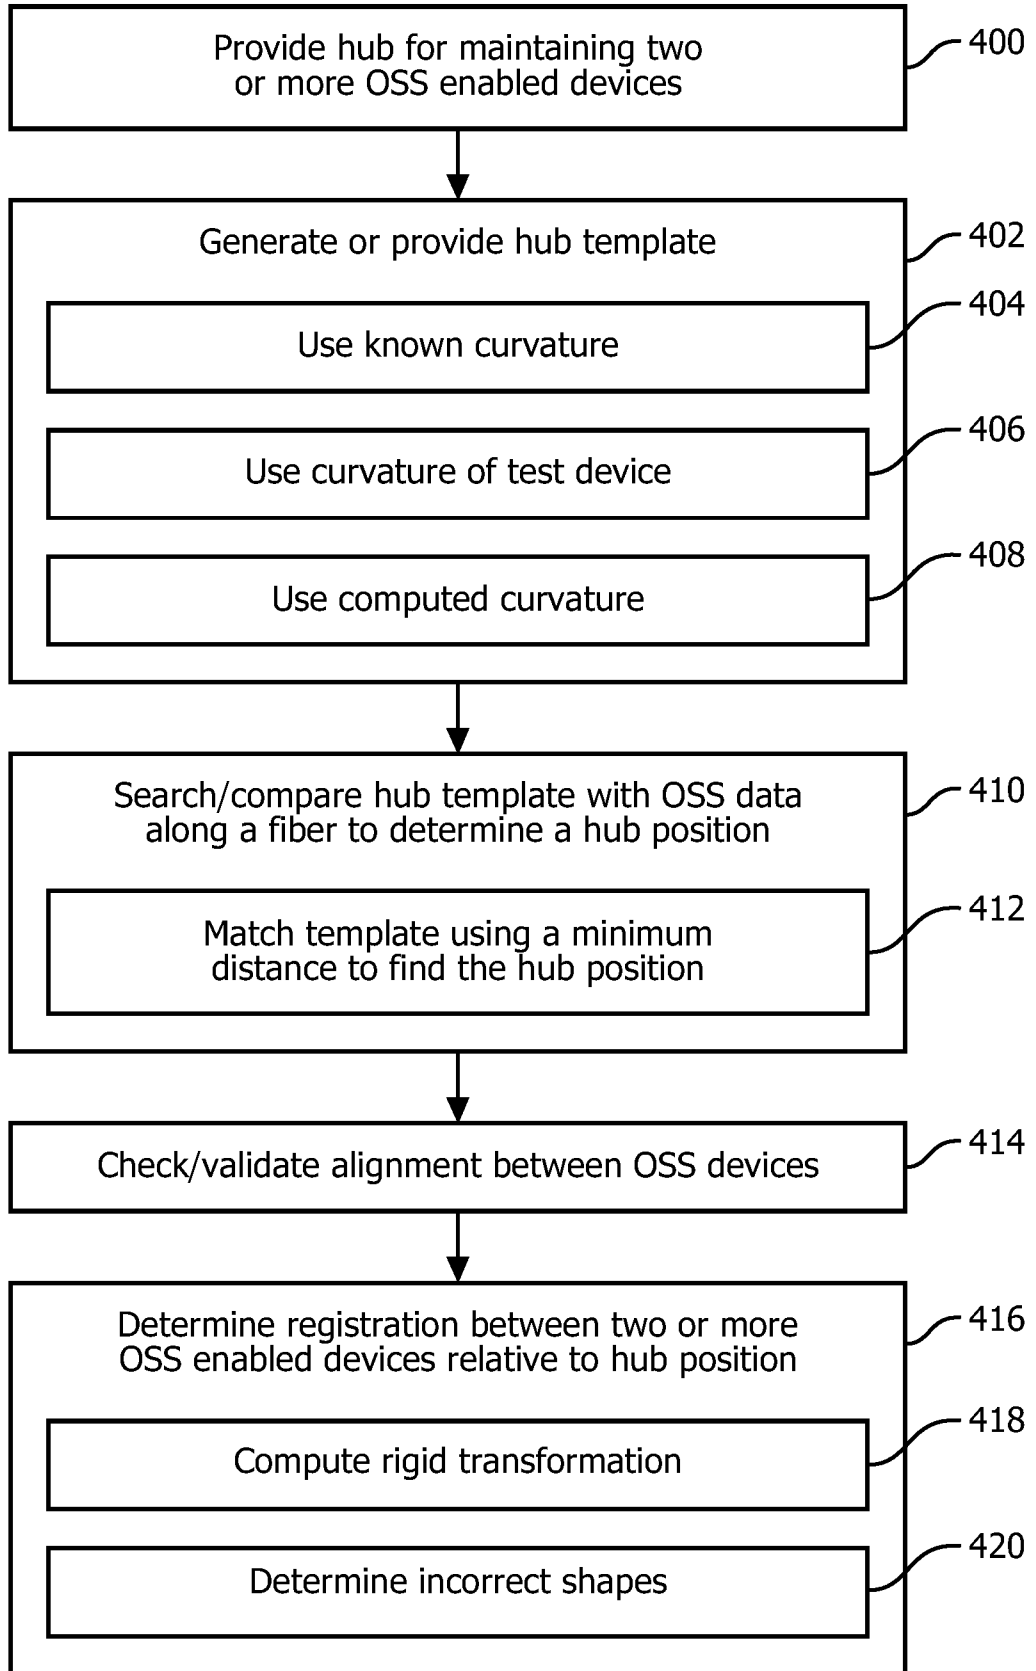 Provide hub for maintaining two
or more OSS enabled devices
400
Generate or provide hub template
402
Use known curvature
404
Use curvature of test device
406
Use computed curvature
408
Search/compare hub template with OSS data
along a fiber to determine a hub position
410
Match template using a minimum
distance to find the hub position
412
Check/validate alignment between OSS devices
414
Determine registration between two or more
OSS enabled devices relative to hub position
416
Compute rigid transformation
418
Determine incorrect shapes
420